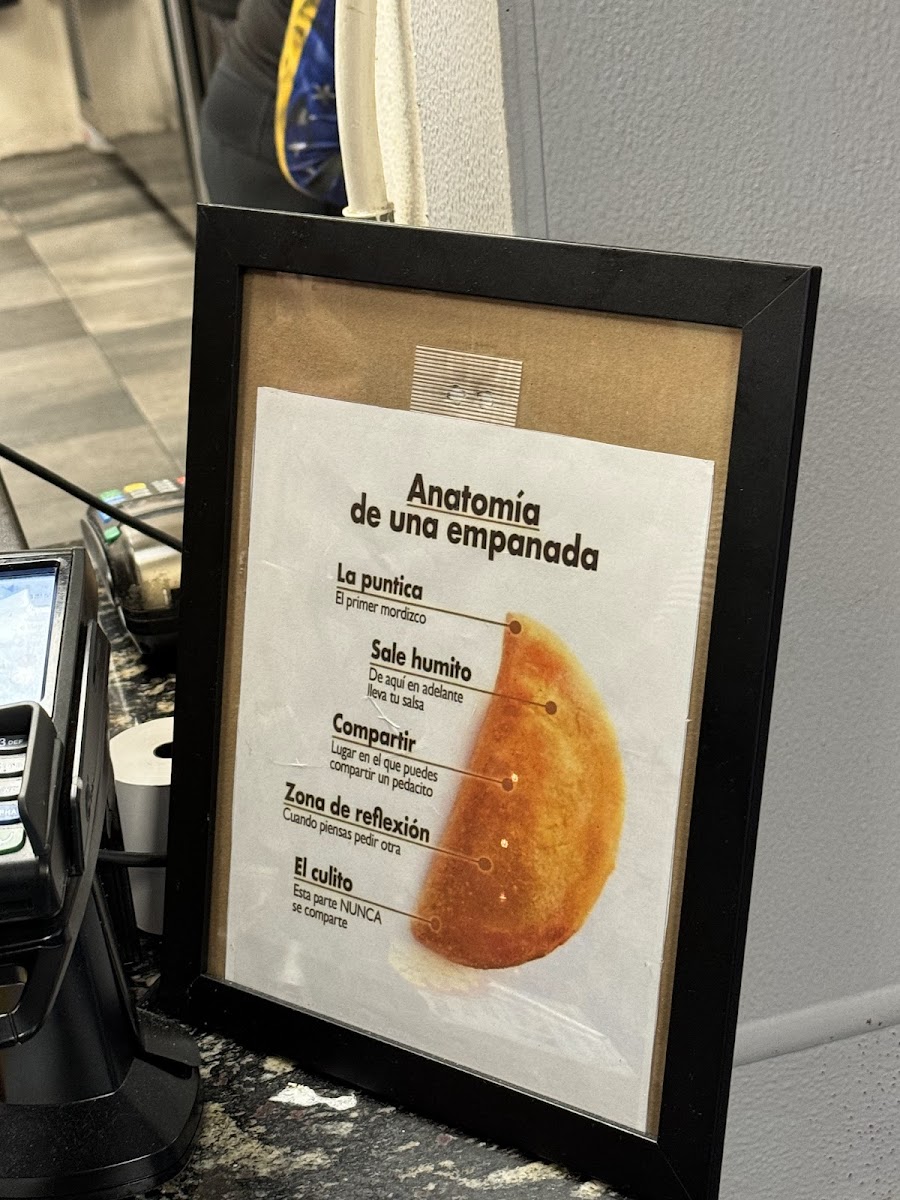 Anatomía
de una empanada
La puntica
El primer mordizco
Sale humito
De aquí en adelante
lleva tu salsa
Compartir
Lugar en el que puedes
compartir un pedacito
Zona de reflexión
Cuando piensas pedir otra
El culito
Esta parte NUNCA
se comparte
3 DEF